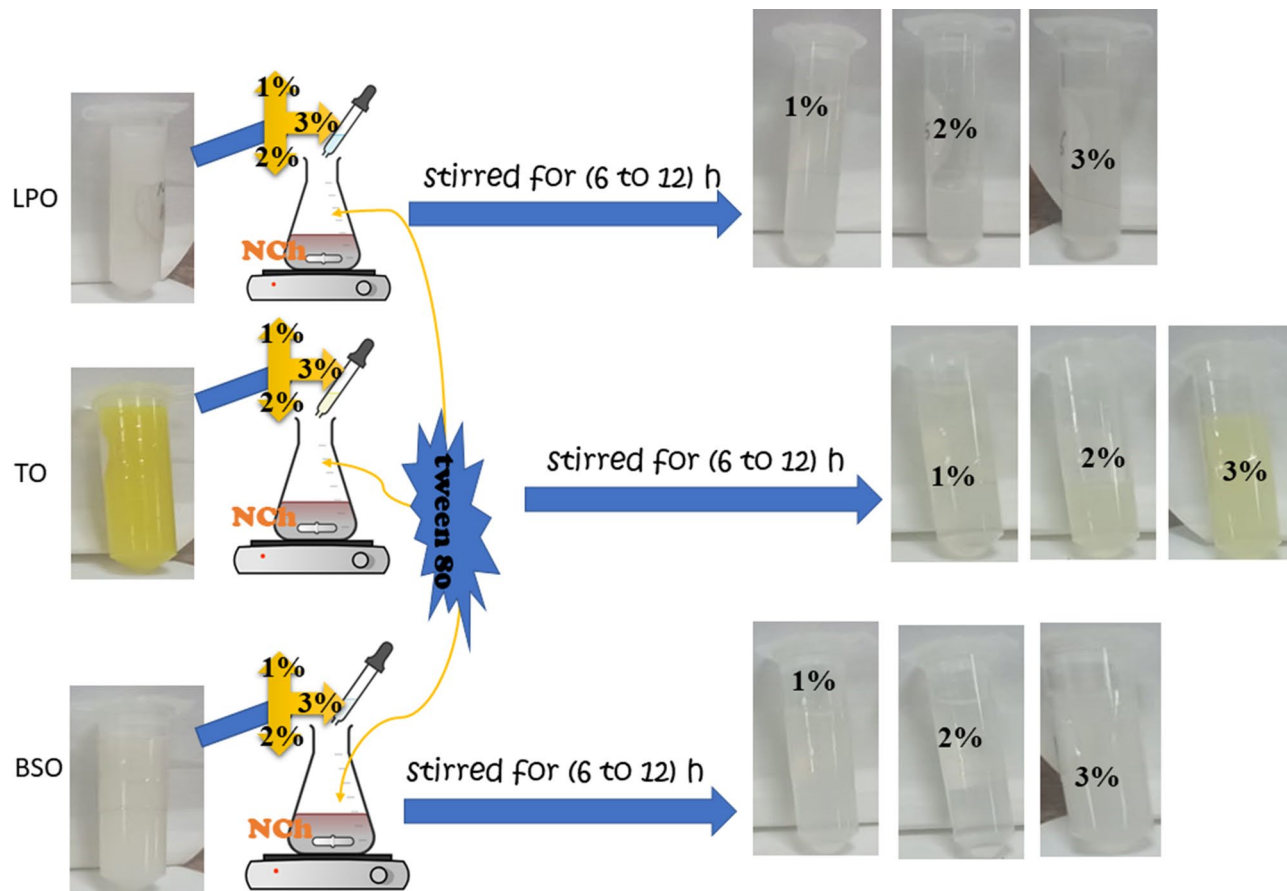 LPO
1%
3%
2%
NCh
stirred for (6 to 12) h
1%
2%
3%
TO
1%
3%
2%
NCh
tween 80
stirred for (6 to 12) h
1%
2%
3%
BSO
1%
3%
2%
NCh
stirred for (6 to 12) h
1%
2%
3%